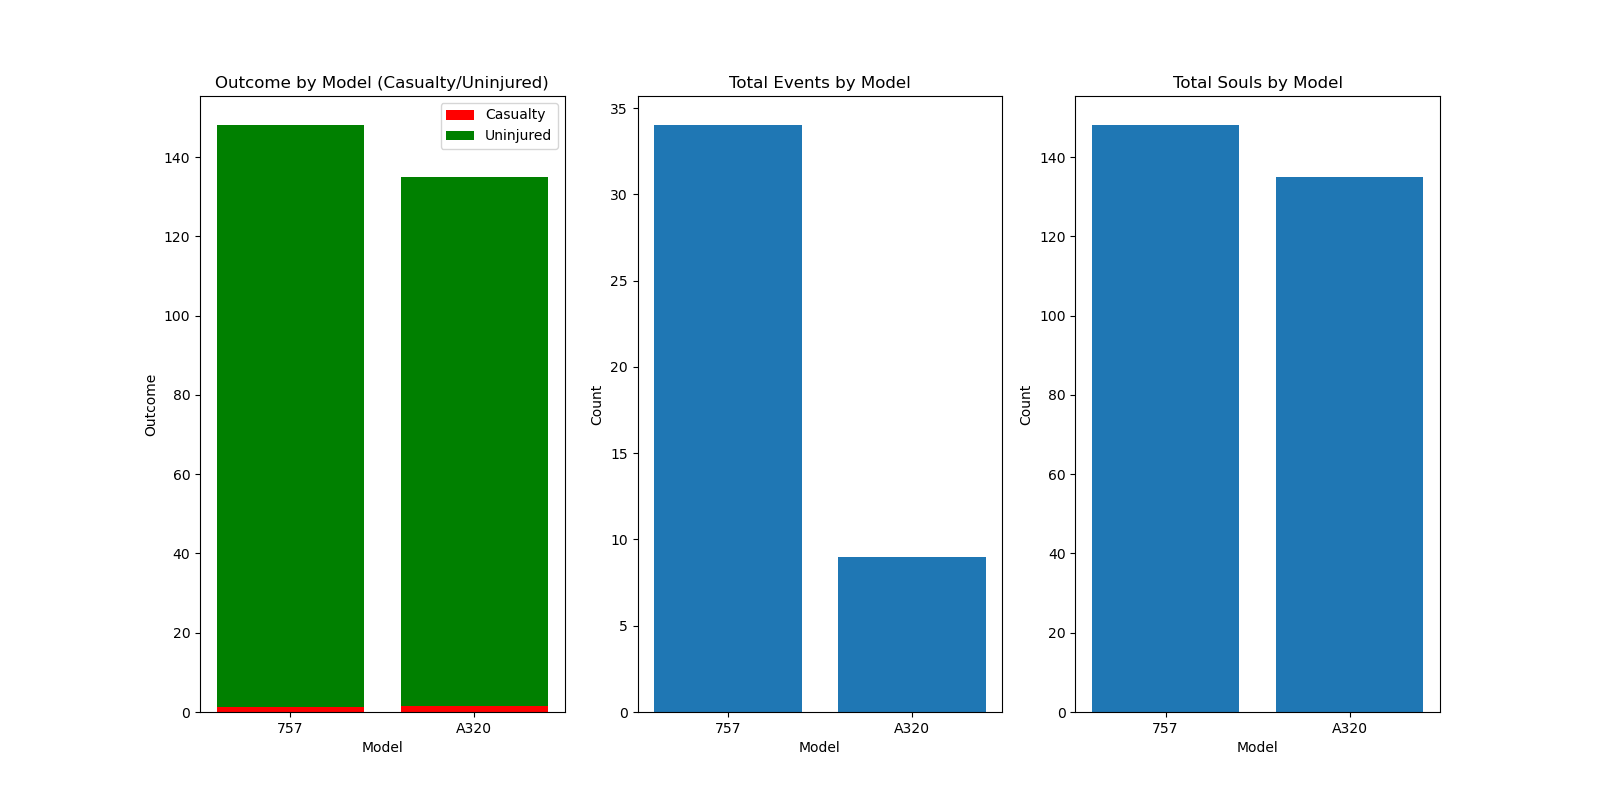 Outcome by Model (Casualty/Uninjured)
Casualty
Uninjured
140
120
100
80
60
40
20
0
Outcome
757
A320
Model
Total Events by Model
35
30
25
20
15
10
5
0
Count
757
A320
Model
Total Souls by Model
140
120
100
80
60
40
20
0
Count
757
A320
Model